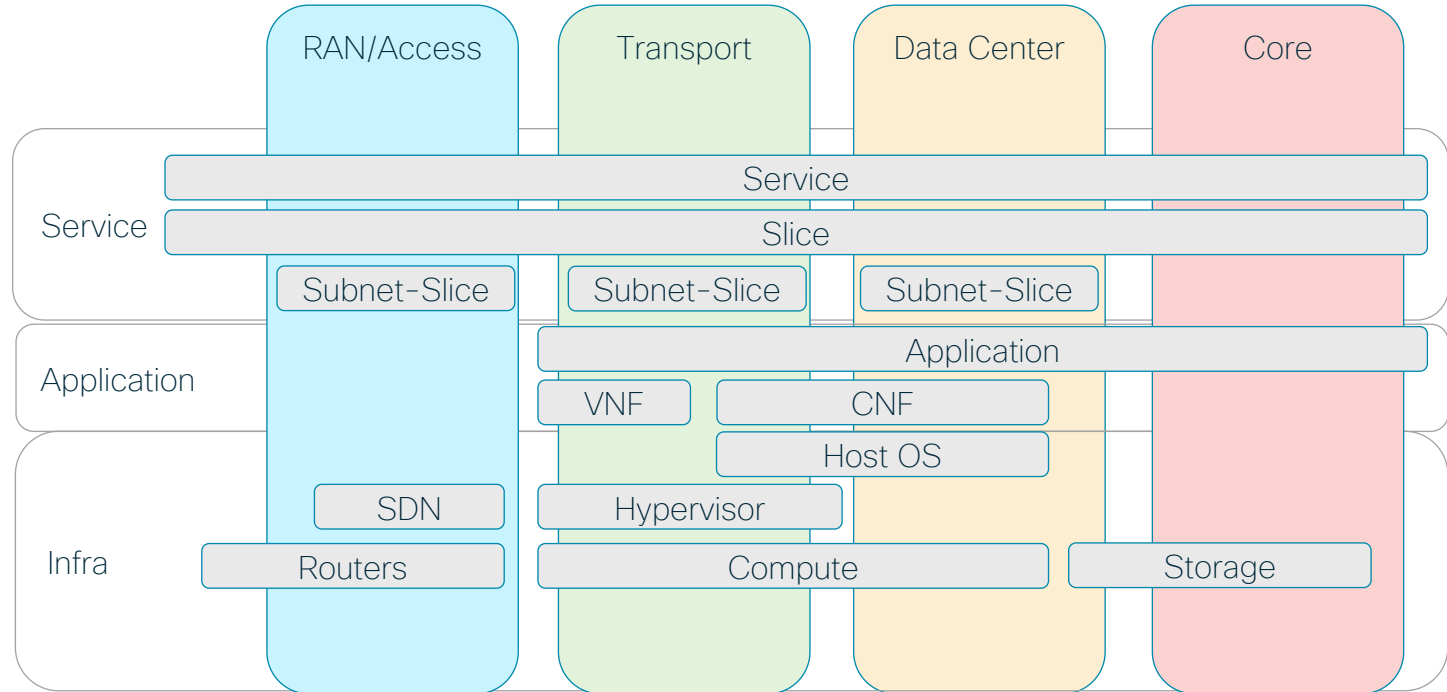 RAN/Access
Transport
Data Center
Core
Service
Service
Slice
Subnet-Slice
Subnet-Slice
Subnet-Slice
Application
Application
VNF
CNF
Host OS
SDN
Hypervisor
Infra
Routers
Compute
Storage